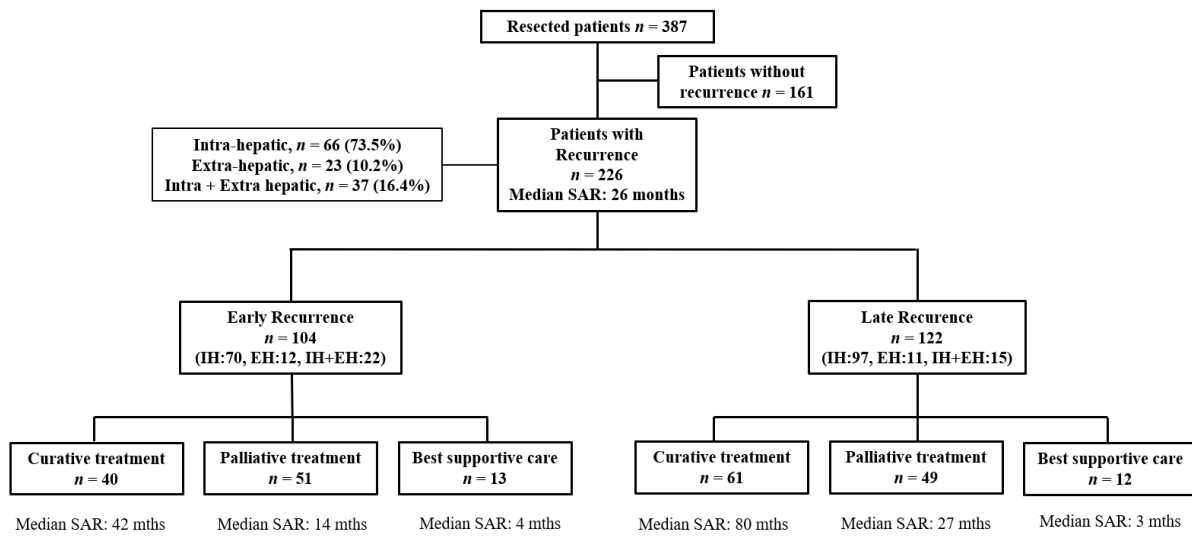 Resected patients n = 387
Patients without
recurrence n = 161
Intra-hepatic, n = 66 (73.5%)
Extra-hepatic, n = 23 (10.2%)
Intra + Extra hepatic, n = 37 (16.4%)
Patients with
Recurrence
n = 226
Median SAR: 26 months
Early Recurrence
n = 104
(IH:70, EH:12, IH+EH:22)
Late Recurence
n = 122
(IH:97, EH:11, IH+EH:15)
Curative treatment
n = 40
Palliative treatment
n = 51
Best supportive care
n = 13
Curative treatment
n = 61
Palliative treatment
n = 49
Best supportive care
n = 12
Median SAR: 42 mths
Median SAR: 14 mths
Median SAR: 4 mths
Median SAR: 80 mths
Median SAR: 27 mths
Median SAR: 3 mths